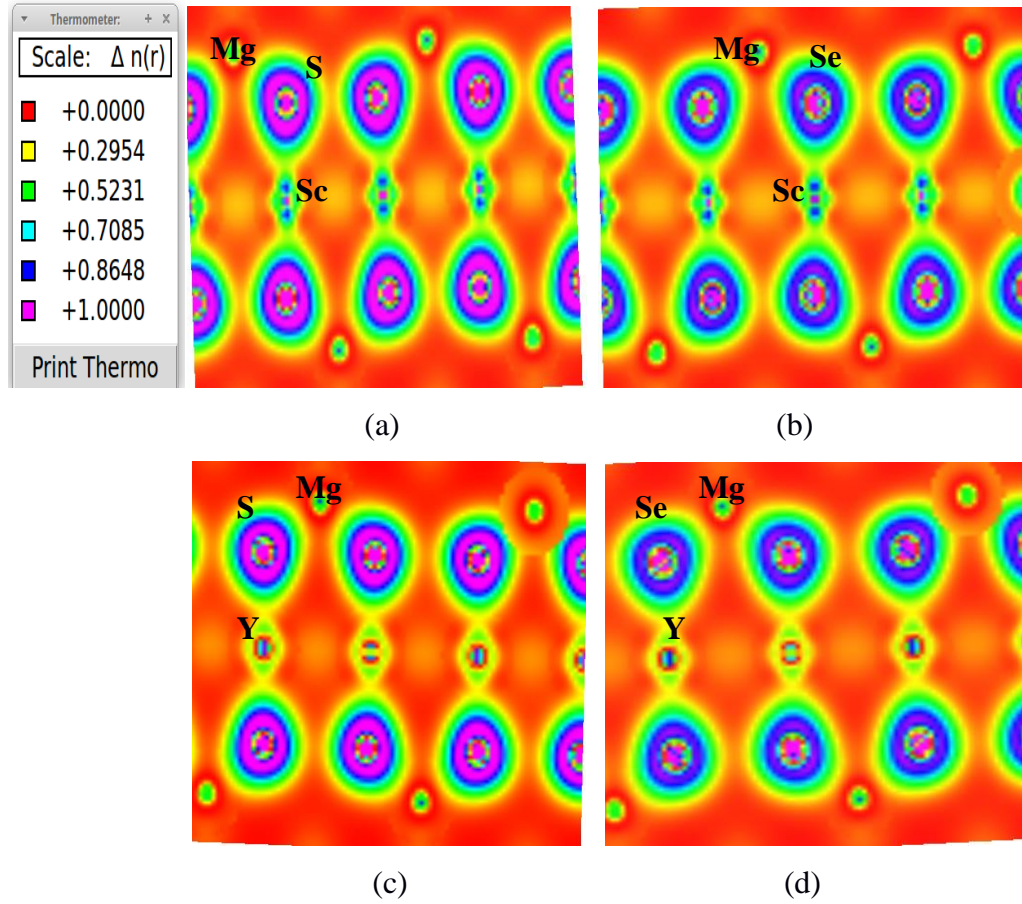 Thermometer:
Scale: Δ n(r)
+0.0000
+0.2954
+0.5231
+0.7085
+0.8648
+1.0000
Print Thermo
Mg
S
Sc
(a)
Mg
Se
Sc
(b)
S
Mg
Y
(c)
Se
Mg
Y
(d)